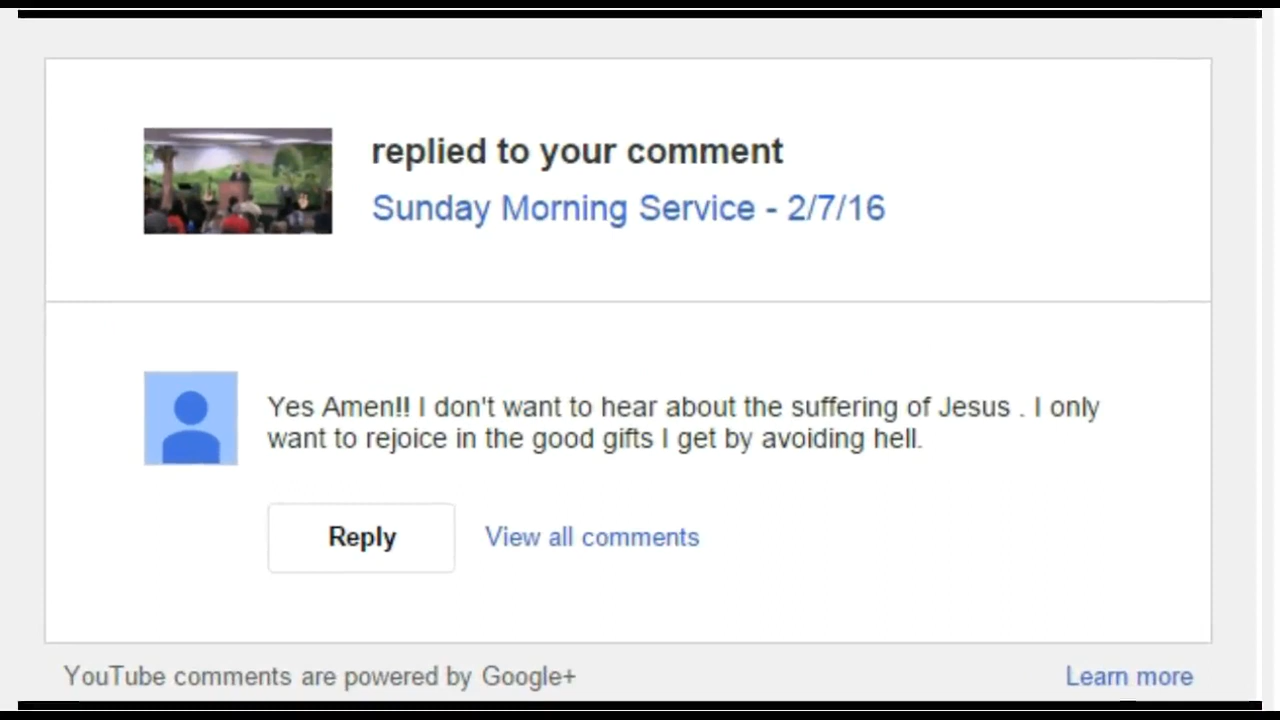 replied to your comment
Sunday Morning Service - 2/7/16
Yes Amen!! I don't want to hear about the suffering of Jesus . I only
want to rejoice in the good gifts I get by avoiding hell.
Reply
View all comments
YouTube comments are powered by Google+
Learn more